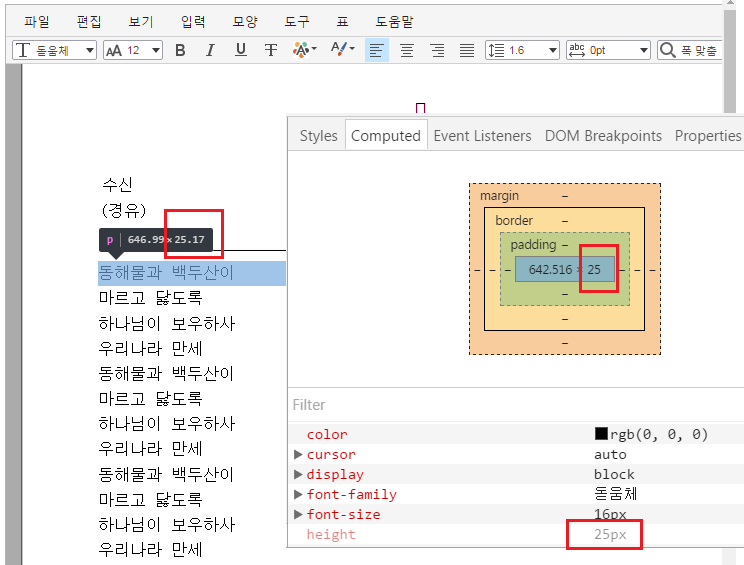 파일 편집 보기 입력 모양 도구 표 도움말
돋움체 12 B I U T 1.6 abc 0pt 폭 맞춤
Styles Computed Event Listeners DOM Breakpoints Properties
수신
(경유)
p 646.99×25.17
동해물과 백두산이
마르고 닳도록
하나님이 보우하사
우리나라 만세
동해물과 백두산이
마르고 닳도록
하나님이 보우하사
우리나라 만세
동해물과 백두산이
마르고 닳도록
하나님이 보우하사
우리나라 만세
margin –
border –
padding –
– – – 642.516 × 25 – – –
–
–
–
Filter
color rgb(0, 0, 0)
cursor auto
display block
font-family 돋움체
font-size 16px
height 25px